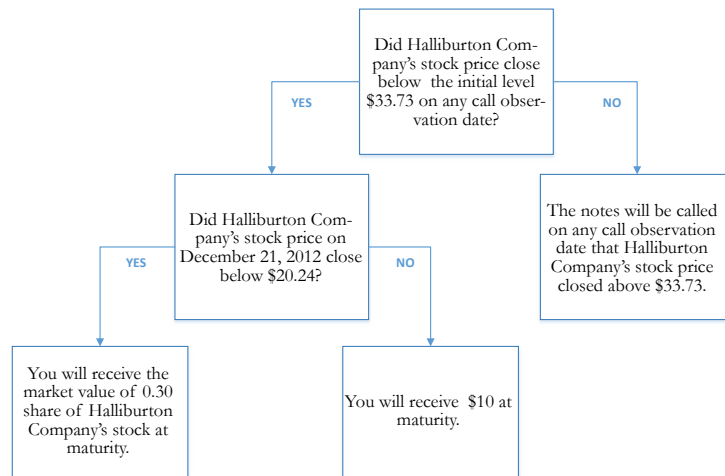 Did Halliburton Com-
pany's stock price close
below the initial level
$33.73 on any call obser-
vation date?
YES
NO
Did Halliburton Com-
pany's stock price on
December 21, 2012 close
below $20.24?
The notes will be called
on any call observation
date that Halliburton
Company's stock price
closed above $33.73.
YES
NO
You will receive the
market value of 0.30
share of Halliburton
Company's stock at
maturity.
You will receive $10 at
maturity.